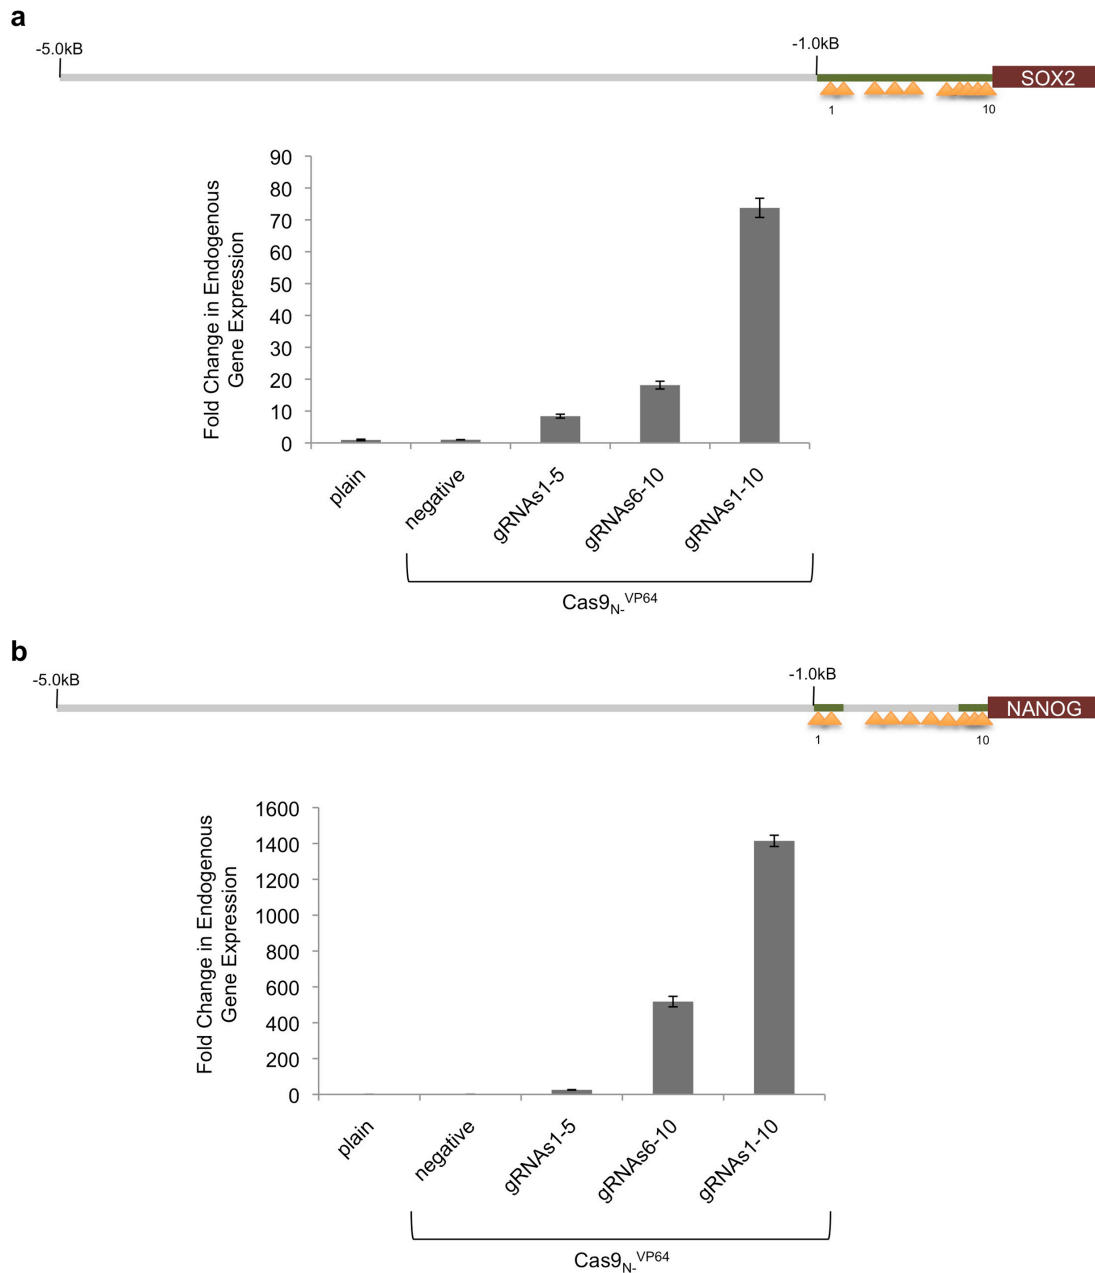 a
-5.0kB
-1.0kB
SOX2
1
10
Fold Change in Endogenous
Gene Expression
90
80
70
60
50
40
30
20
10
0
plain
negative
gRNAs1-5
gRNAs6-10
gRNAs1-10
Cas9N-VP64
b
-5.0kB
-1.0kB
NANOG
1
10
Fold Change in Endogenous
Gene Expression
1600
1400
1200
1000
800
600
400
200
0
plain
negative
gRNAs1-5
gRNAs6-10
gRNAs1-10
Cas9N-VP64